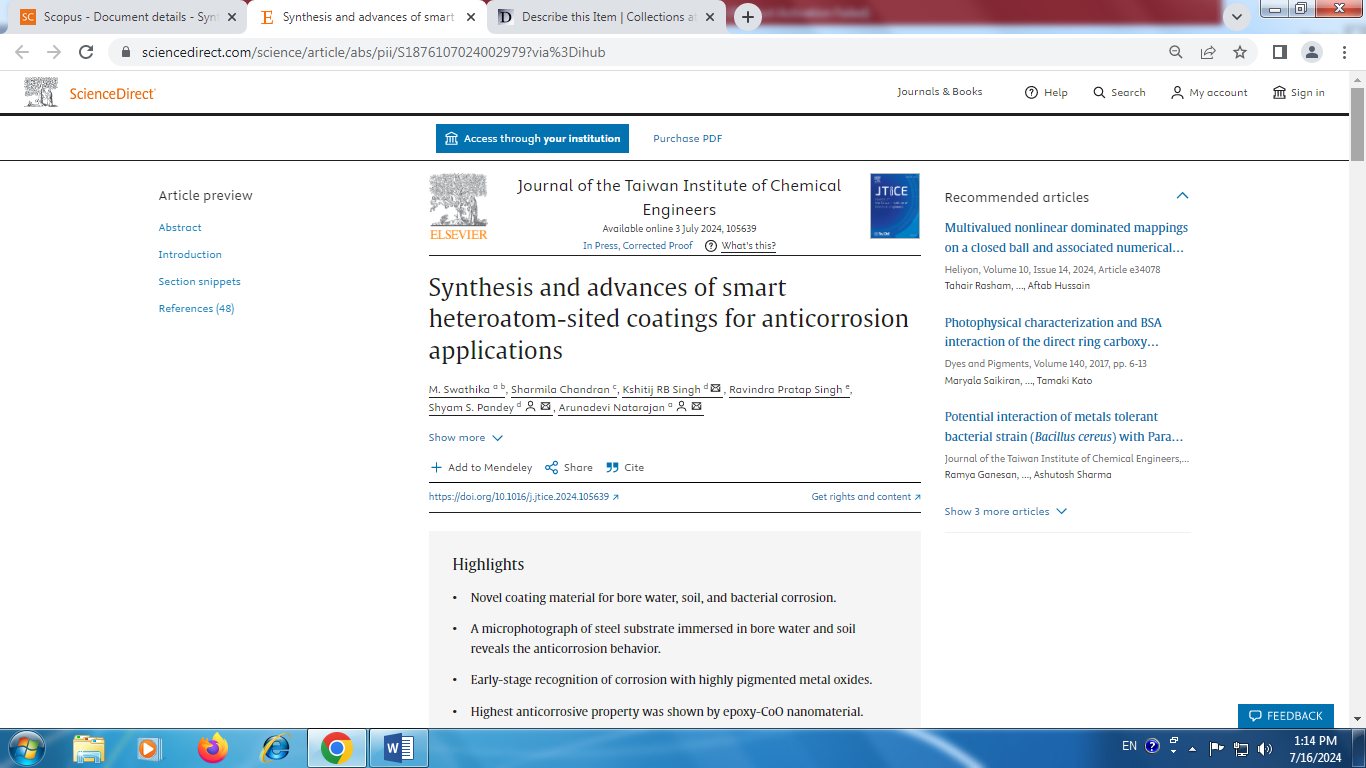 Scopus - Document details - Synt
Synthesis and advances of smart
Describe this Item | Collections at
sciencedirect.com/science/article/abs/pii/S1876107024002979?via%3Dihub
ScienceDirect
Journals & Books
Help
Search
My account
Sign in
Access through your institution
Purchase PDF
Article preview
Abstract
Introduction
Section snippets
References (48)
ELSEVIER
Journal of the Taiwan Institute of Chemical
Engineers
Available online 3 July 2024, 105639
In Press, Corrected Proof
What's this?
JTICE
Synthesis and advances of smart
heteroatom-sited coatings for anticorrosion
applications
M. Swathika a b, Sharmila Chandran c, Kshitij RB Singh d, Ravindra Pratap Singh e,
Shyam S. Pandey d, Arunadevi Natarajan a
Show more
Add to Mendeley
Share
Cite
https://doi.org/10.1016/j.jtice.2024.105639
Get rights and content
Highlights
• Novel coating material for bore water, soil, and bacterial corrosion.
• A microphotograph of steel substrate immersed in bore water and soil
reveals the anticorrosion behavior.
• Early-stage recognition of corrosion with highly pigmented metal oxides.
• Highest anticorrosive property was shown by epoxy-CoO nanomaterial.
Recommended articles
Multivalued nonlinear dominated mappings
on a closed ball and associated numerical…
Heliyon, Volume 10, Issue 14, 2024, Article e34078
Tahair Rasham, …, Aftab Hussain
Photophysical characterization and BSA
interaction of the direct ring carboxy…
Dyes and Pigments, Volume 140, 2017, pp. 6-13
Maryala Saikiran, …, Tamaki Kato
Potential interaction of metals tolerant
bacterial strain (Bacillus cereus) with Para…
Journal of the Taiwan Institute of Chemical Engineers,…
Ramya Ganesan, …, Ashutosh Sharma
Show 3 more articles
FEEDBACK
EN
1:14 PM
7/16/2024